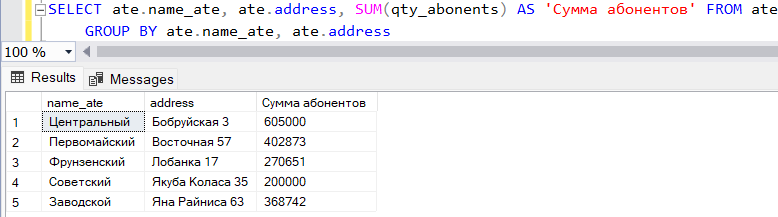 SELECT ate.name_ate, ate.address, SUM(qty_abonents) AS 'Сумма абонентов' FROM ate
GROUP BY ate.name_ate, ate.address
100 %
Results Messages
name_ate address Сумма абонентов
1 Центральный Бобруйская 3 605000
2 Первомайский Восточная 57 402873
3 Фрунзенский Лобанка 17 270651
4 Советский Якуба Коласа 35 200000
5 Заводской Яна Райниса 63 368742